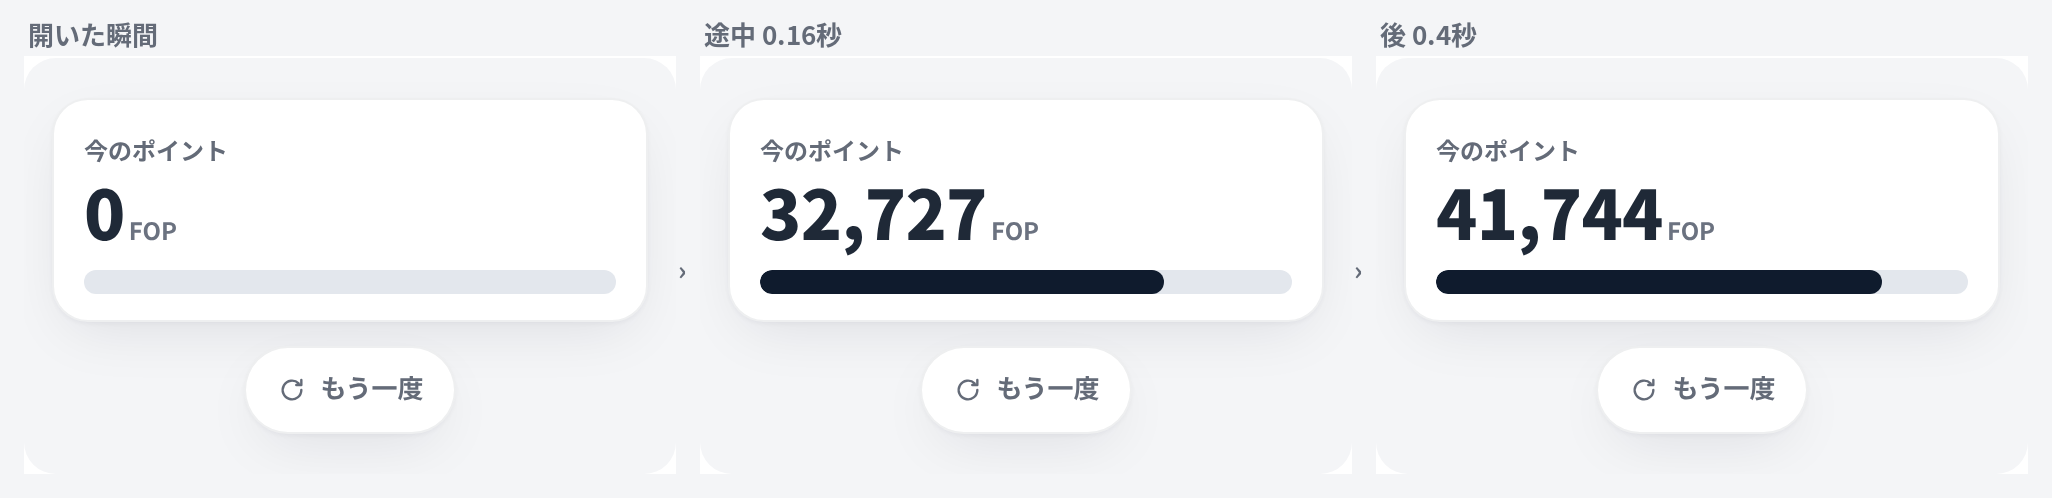 開いた瞬間
今のポイント
0 FOP
もう一度
›
途中 0.16秒
今のポイント
32,727 FOP
もう一度
›
後 0.4秒
今のポイント
41,744 FOP
もう一度